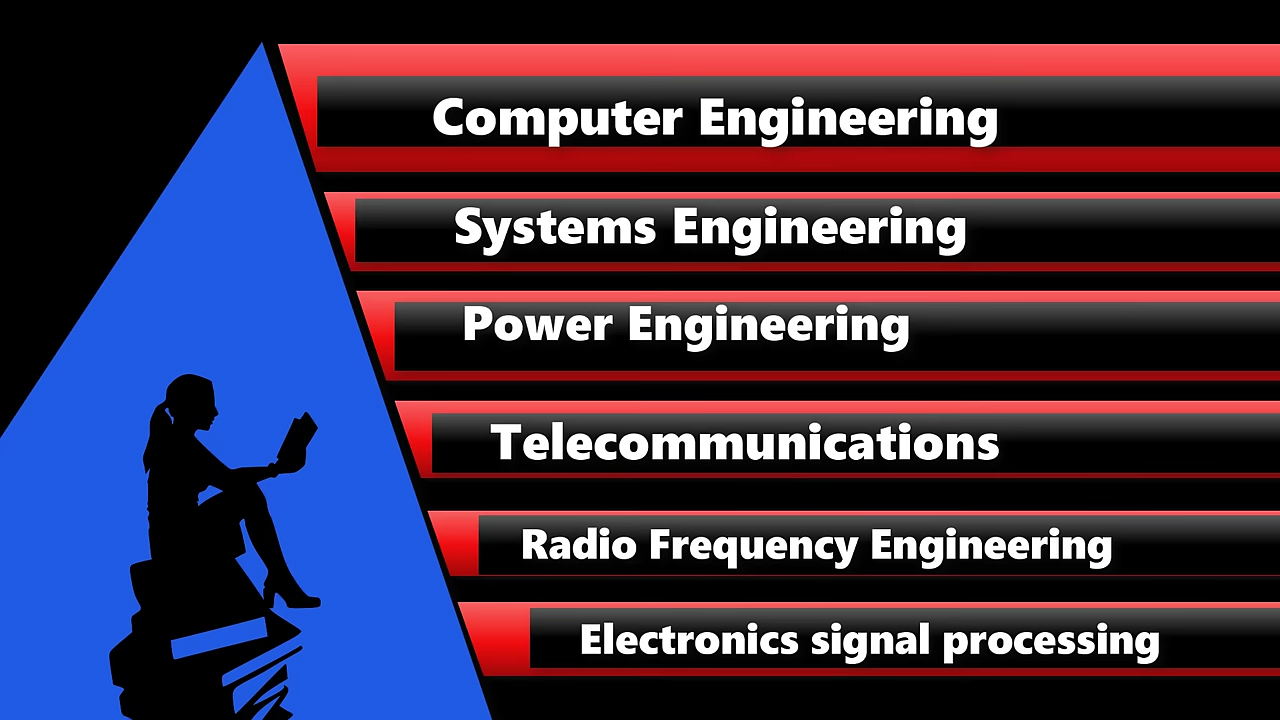 Computer Engineering
Systems Engineering
Power Engineering
Telecommunications
Radio Frequency Engineering
Electronics signal processing